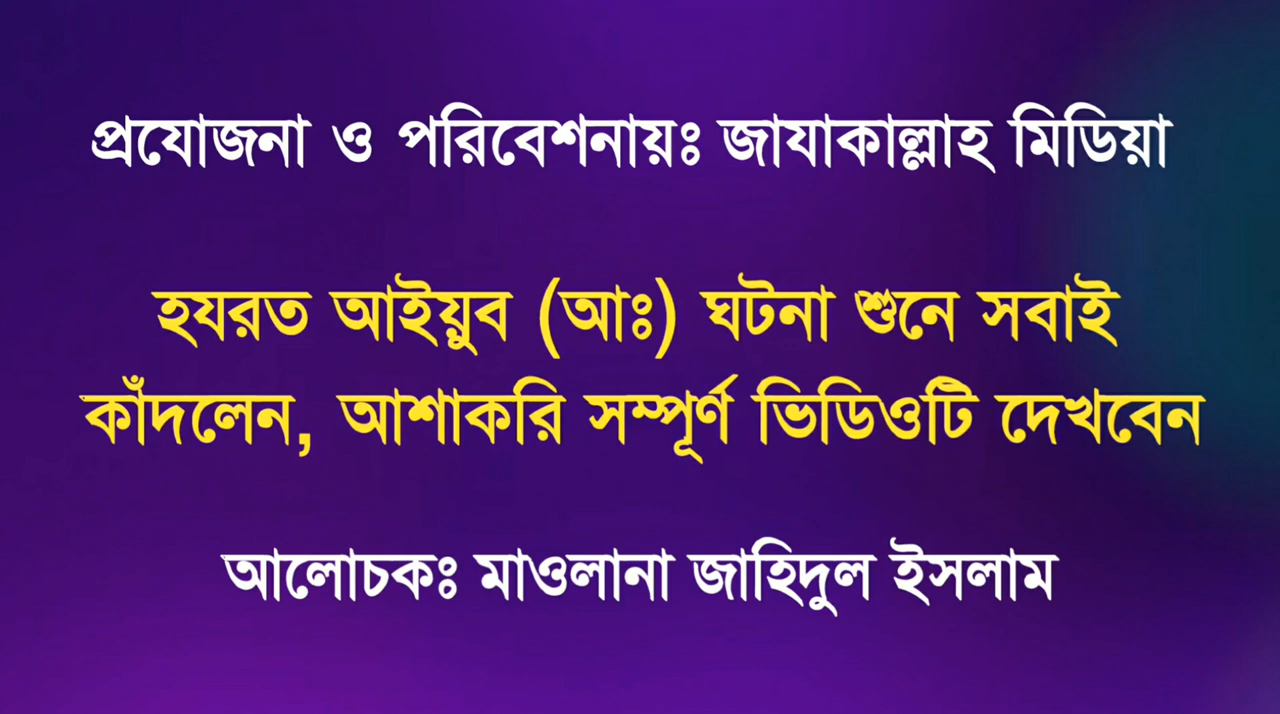 প্রযোজনা ও পরিবেশনায়ঃ জাযাকাল্লাহ মিডিয়া
হযরত আইয়ুব (আঃ) ঘটনা শুনে সবাই
কাঁদলেন, আশাকরি সম্পূর্ণ ভিডিওটি দেখবেন
আলোচকঃ মাওলানা জাহিদুল ইসলাম